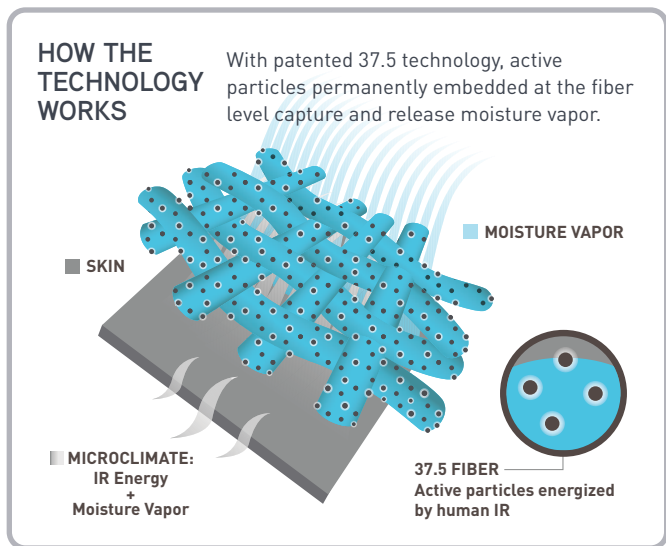 HOW THE
TECHNOLOGY
WORKS
With patented 37.5 technology, active
particles permanently embedded at the fiber
level capture and release moisture vapor.
MOISTURE VAPOR
SKIN
MICROCLIMATE:
IR Energy
+
Moisture Vapor
37.5 FIBER
Active particles energized
by human IR